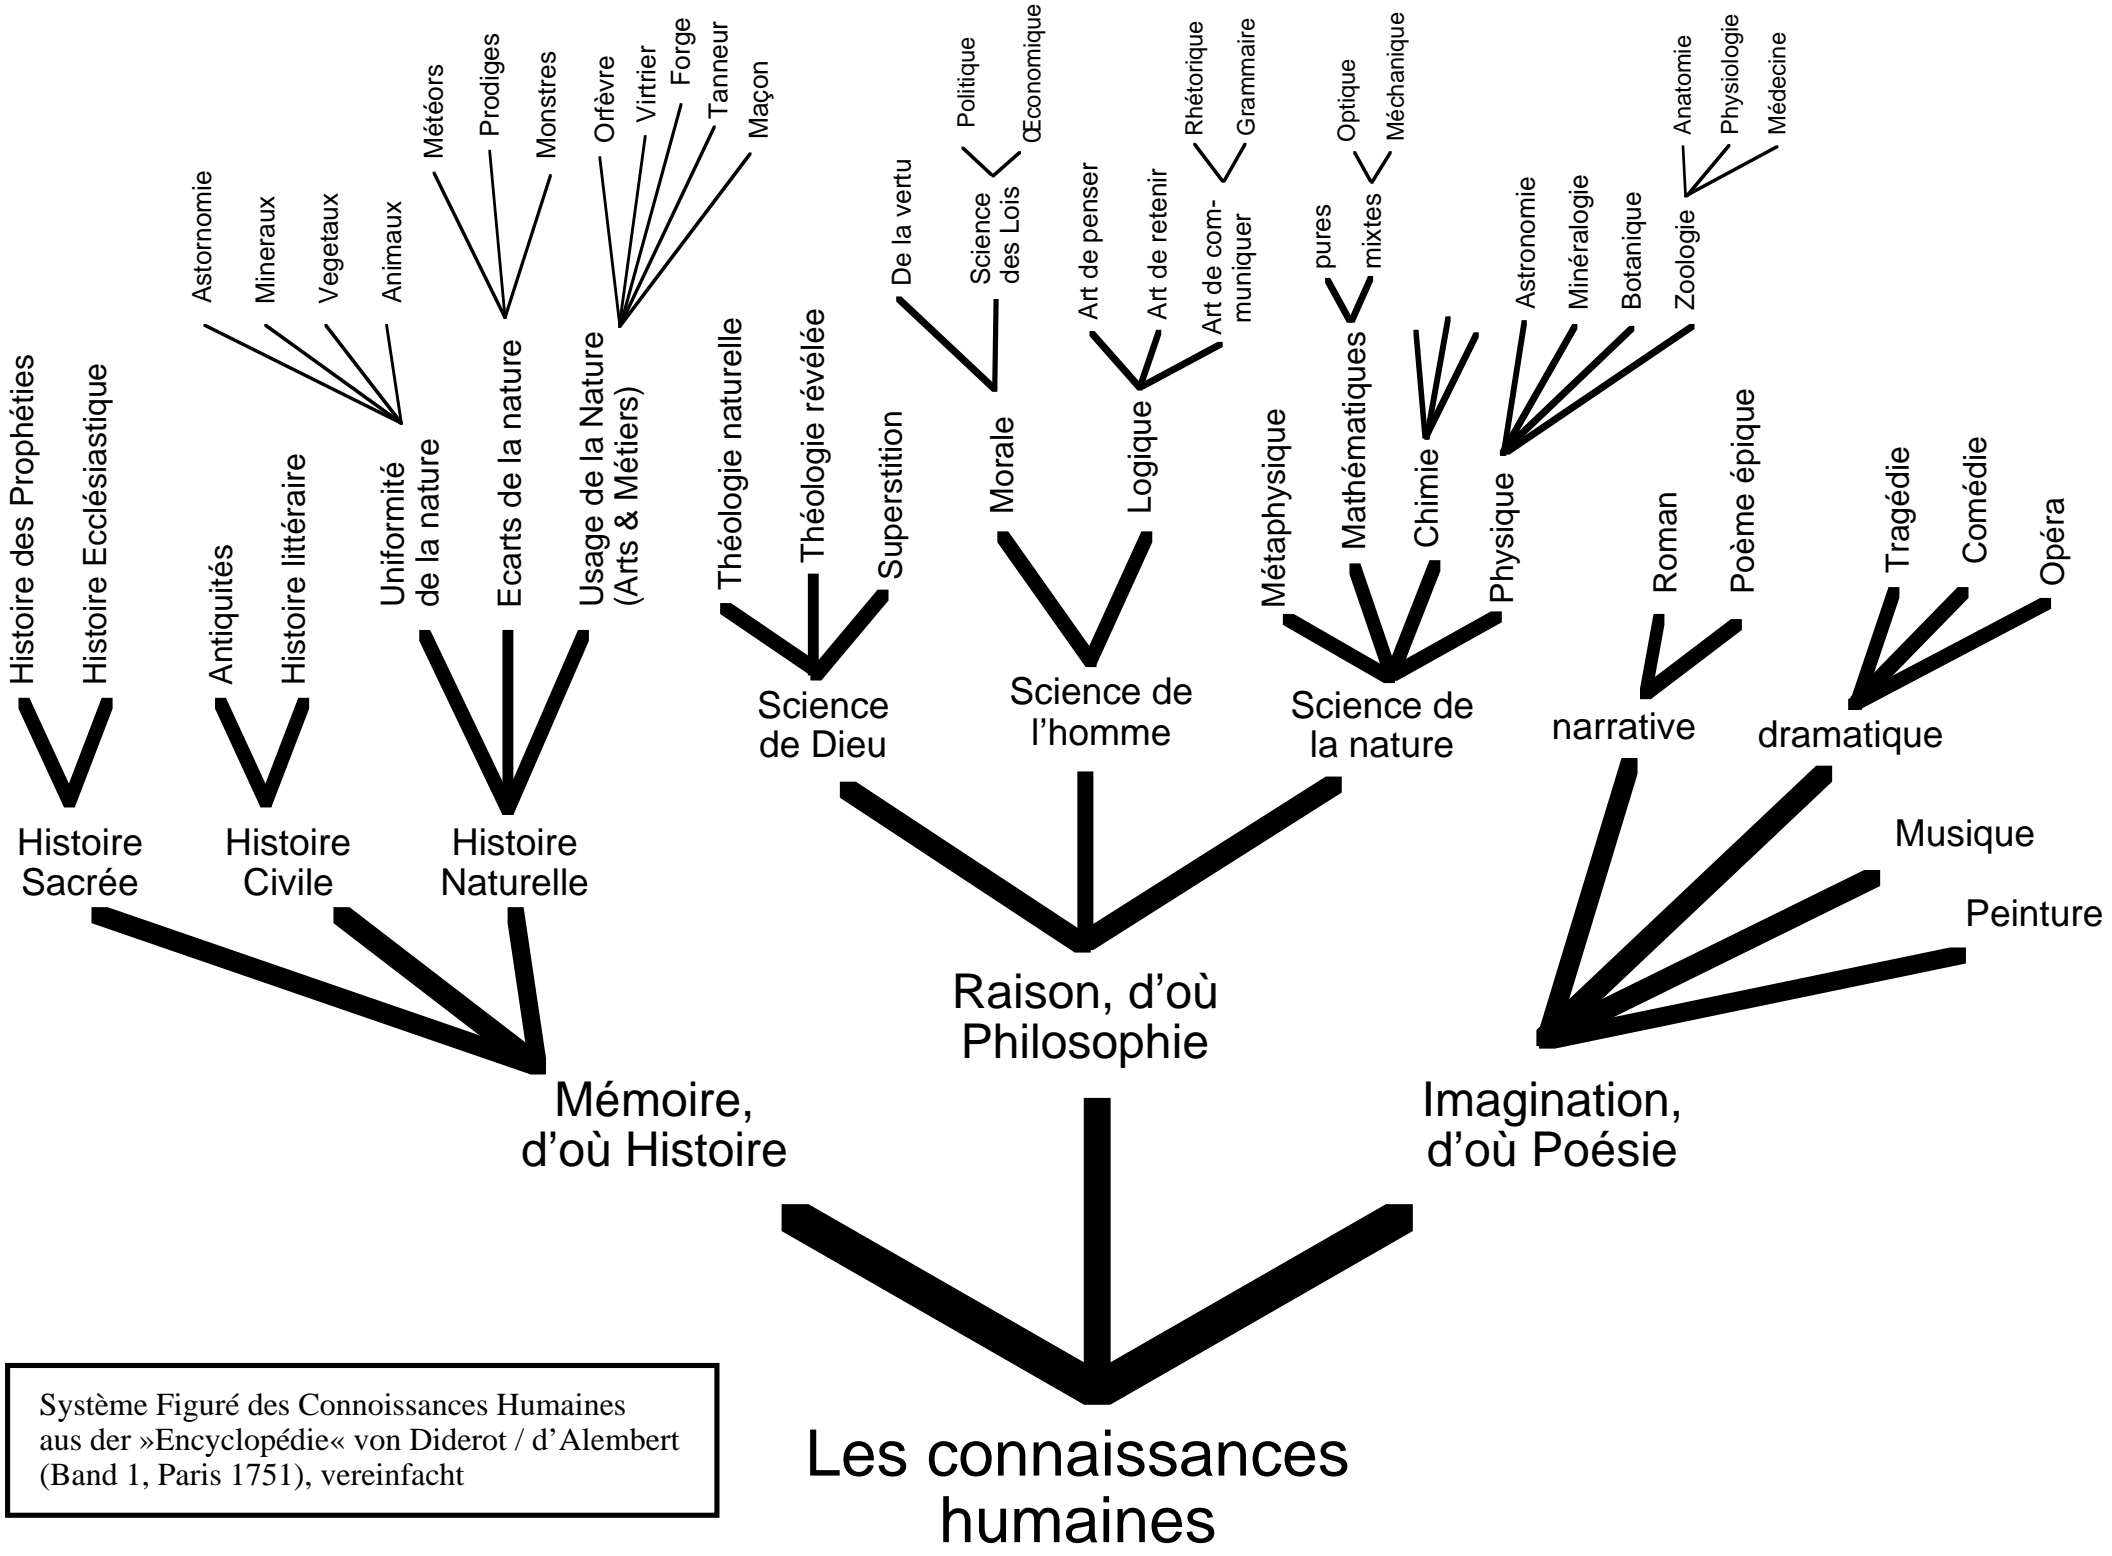 Météors
Prodiges
Monstres
Orfèvre
Virtrier
Forge
Tanneur
Maçon
Politique
Œconomique
Rhétorique
Grammaire
Optique
Méchanique
Anatomie
Physiologie
Médecine
Astornomie
Mineraux
Vegetaux
Animaux
De la vertu
Science
des Lois
Art de penser
Art de retenir
Art de com-
muniquer
pures
mixtes
Astronomie
Minéralogie
Botanique
Zoologie
Histoire des Prophéties
Histoire Ecclésiastique
Antiquités
Histoire littéraire
Uniformité
de la nature
Ecarts de la nature
Usage de la Nature
(Arts & Métiers)
Théologie naturelle
Théologie révélée
Superstition
Morale
Logique
Métaphysique
Mathématiques
Chimie
Physique
Roman
Poème épique
Tragédie
Comédie
Opéra
Histoire
Sacrée
Histoire
Civile
Histoire
Naturelle
Science
de Dieu
Science de
l’homme
Science de
la nature
narrative
dramatique
Musique
Peinture
Mémoire,
d’où Histoire
Raison, d’où
Philosophie
Imagination,
d’où Poésie
Les connaissances
humaines
Système Figuré des Connoissances Humaines
aus der »Encyclopédie« von Diderot / d’Alembert
(Band 1, Paris 1751), vereinfacht